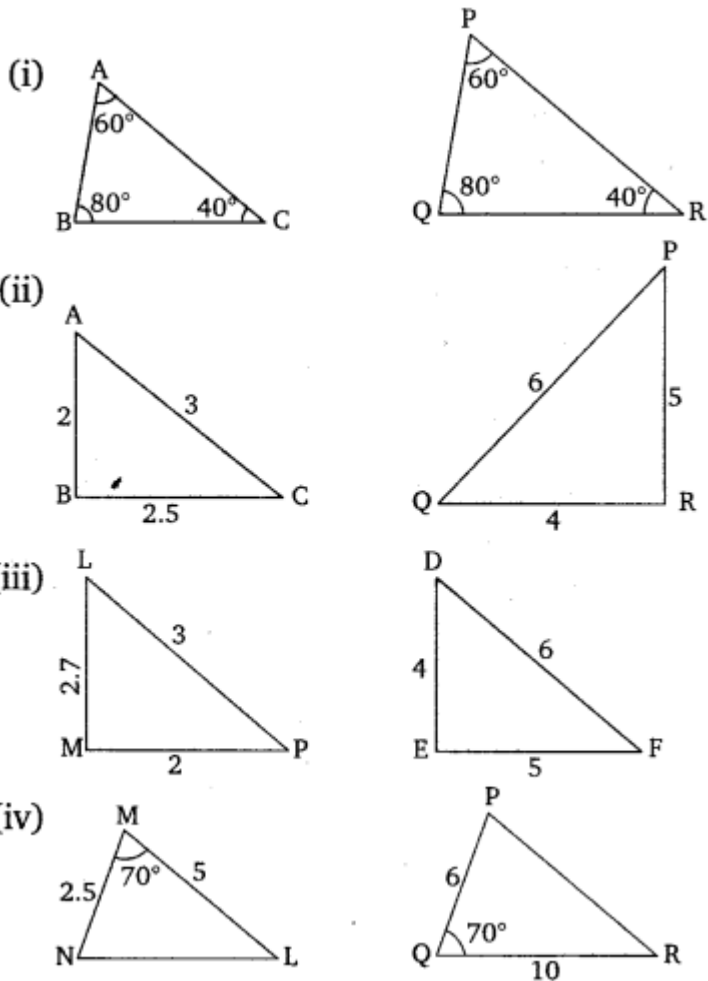 (i)
A
60°
B 80° 40° C
P
60°
Q 80° 40° R
(ii)
A
2 3
B C
2.5
P
6 5
Q R
4
(iii)
L
3
2.7
M P
2
D
6
4
E F
5
(iv)
M
70° 5
2.5
N L
P
6
70°
Q R
10